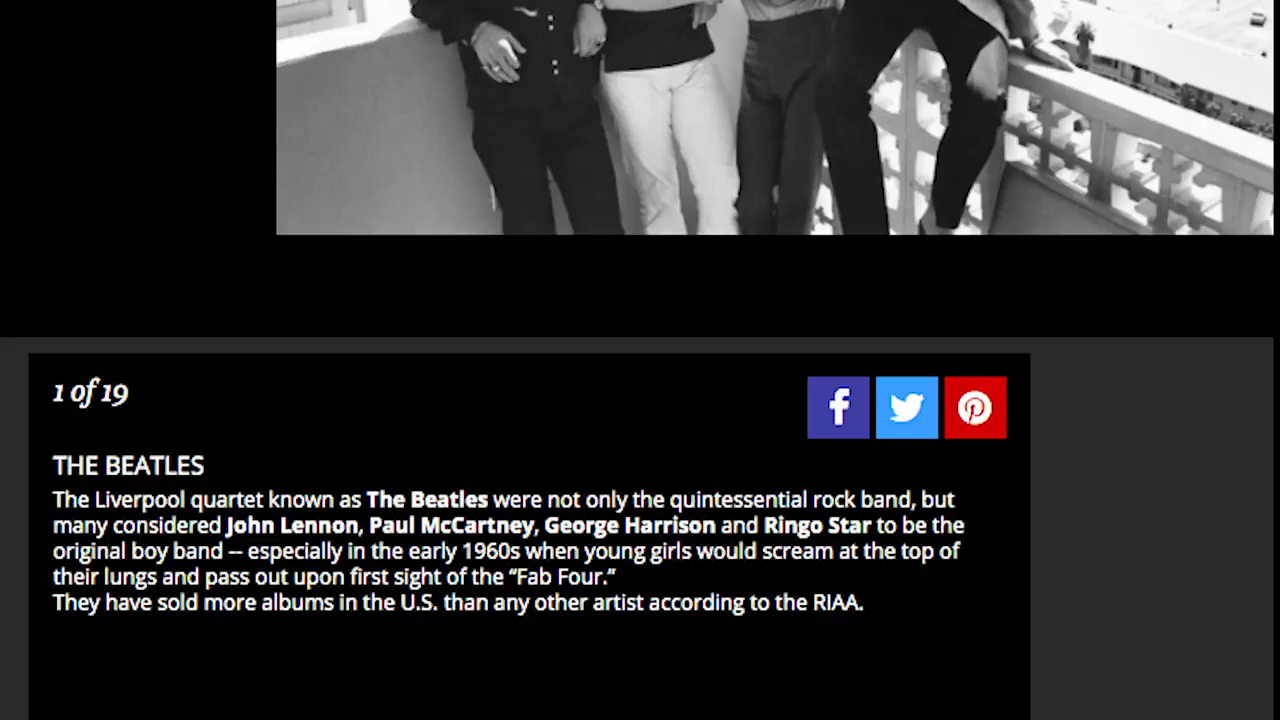 1 of 19
THE BEATLES
The Liverpool quartet known as The Beatles were not only the quintessential rock band, but
many considered John Lennon, Paul McCartney, George Harrison and Ringo Star to be the
original boy band -- especially in the early 1960s when young girls would scream at the top of
their lungs and pass out upon first sight of the “Fab Four.”
They have sold more albums in the U.S. than any other artist according to the RIAA.